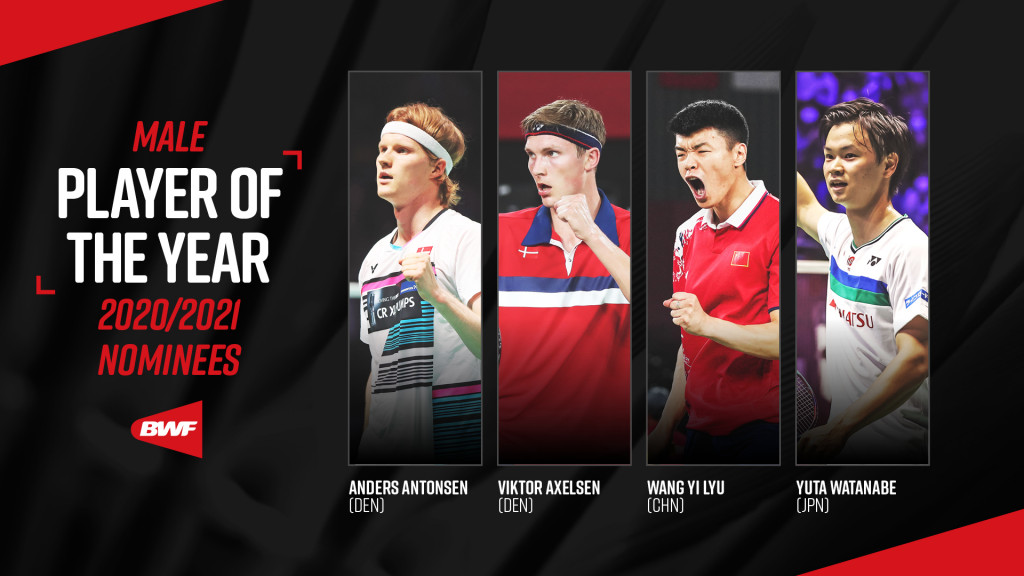 MALE
PLAYER OF
THE YEAR
2020/2021
NOMINEES
BWF
ANDERS ANTONSEN
(DEN)
VIKTOR AXELSEN
(DEN)
WANG YI LYU
(CHN)
YUTA WATANABE
(JPN)
YONEX